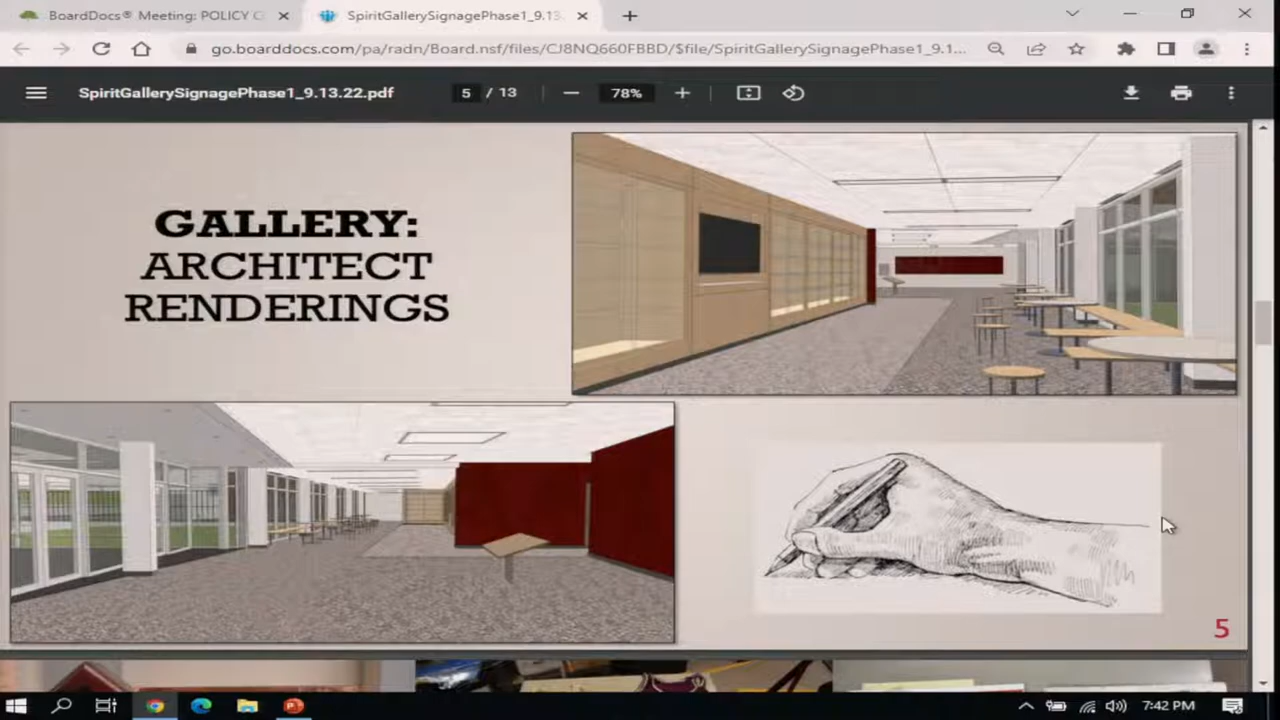 BoardDocs® Meeting: POLICY C
SpiritGallerySignagePhase1_9.13.
go.boarddocs.com/pa/radn/Board.nsf/files/CJ8NQ660FBBD/$file/SpiritGallerySignagePhase1_9.1...
SpiritGallerySignagePhase1_9.13.22.pdf
5 / 13
78%
GALLERY:
ARCHITECT
RENDERINGS
5
7:42 PM